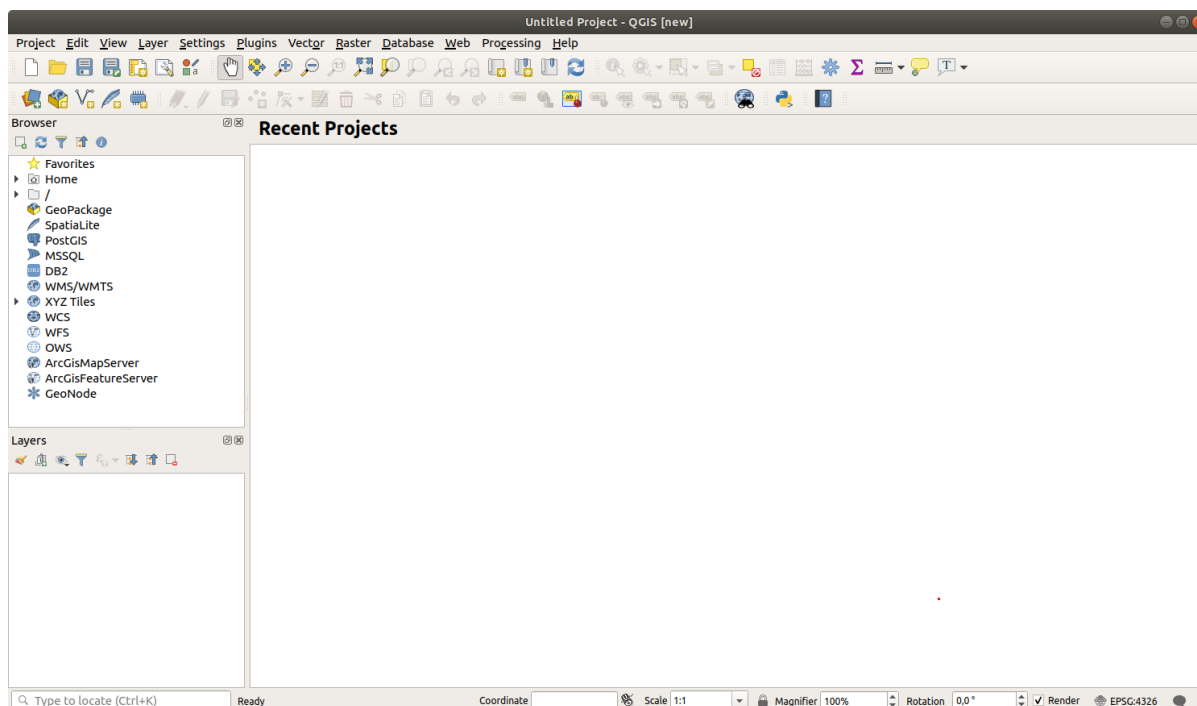 Untitled Project - QGIS [new]
Project Edit View Layer Settings Plugins Vector Raster Database Web Processing Help
Browser
Recent Projects
Favorites
Home
/
GeoPackage
SpatiaLite
PostGIS
MSSQL
DB2
WMS/WMTS
XYZ Tiles
WCS
WFS
OWS
ArcGisMapServer
ArcGisFeatureServer
GeoNode
Layers
Type to locate (Ctrl+K) Ready Coordinate Scale 1:1 Magnifier 100% Rotation 0,0 ° Render EPSG:4326